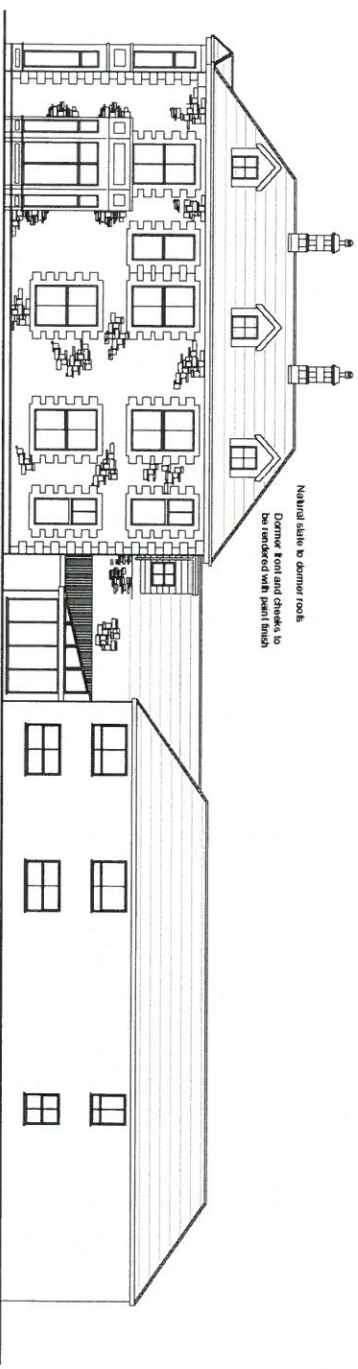 Natural slate to dormer roofs
Dormer front and cheeks to
be rendered with paint finish